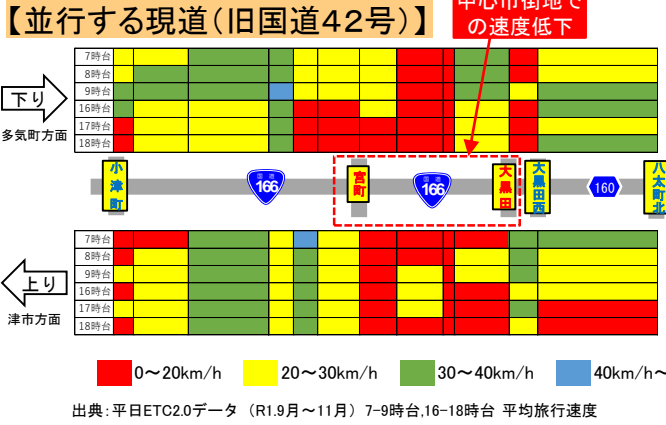 【並行する現道(旧国道42号)】
中心市街地で
の速度低下
7時台
8時台
9時台
16時台
17時台
18時台
下り
多気町方面
小津町
国道
166
宮町
国道
166
大黒田
大黒田西
160
八太町北
7時台
8時台
9時台
16時台
17時台
18時台
上り
津市方面
0～20km/h
20～30km/h
30～40km/h
40km/h～
出典:平日ETC2.0データ (R1.9月～11月) 7-9時台,16-18時台 平均旅行速度